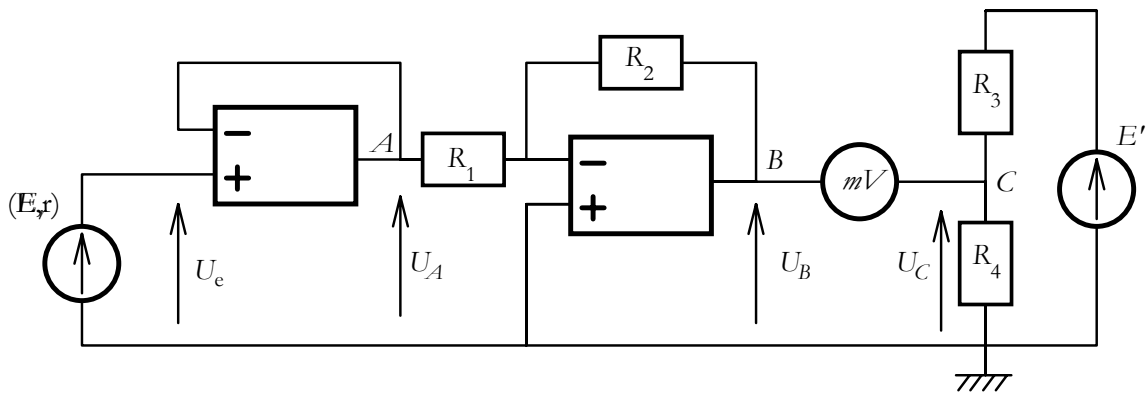 R2
R3
E'
−
A
R1
B
+
−
mV
C
(E,r)
+
Ue
UA
UB
UC
R4